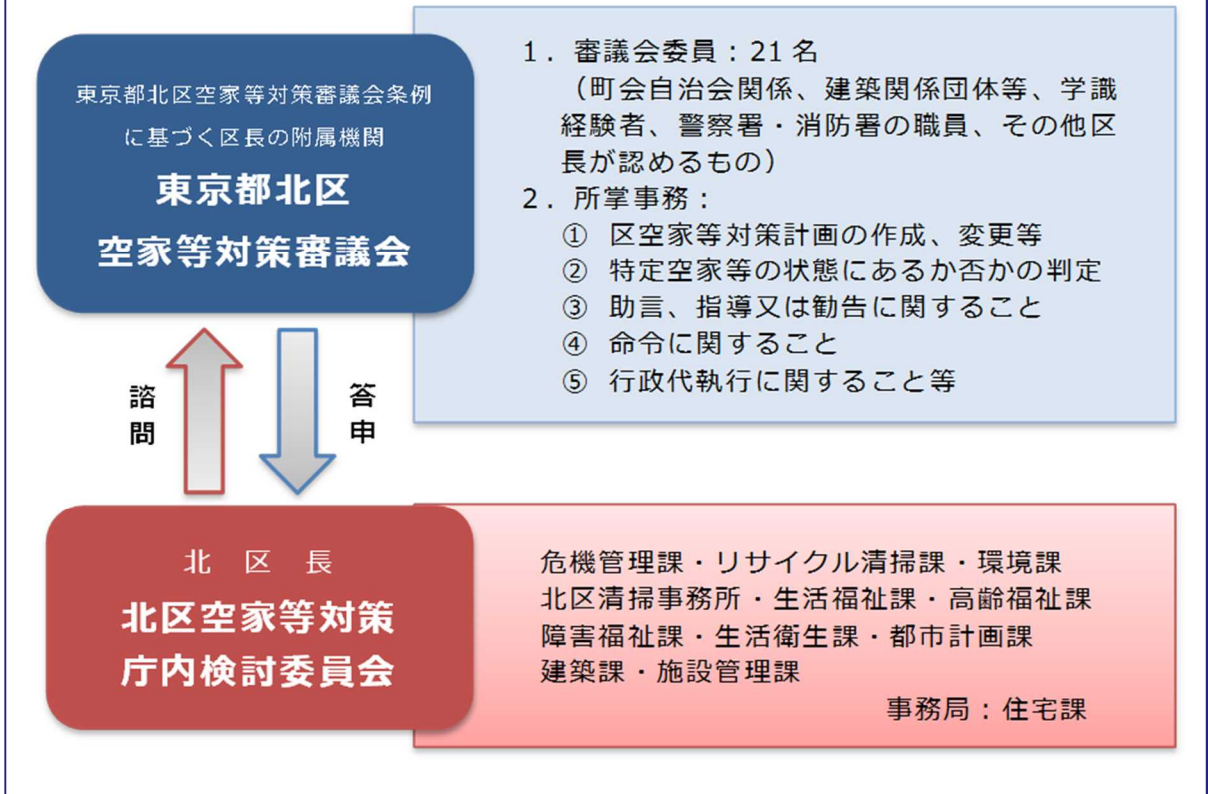 東京都北区空家等対策審議会条例
に基づく区長の附属機関
東京都北区
空家等対策審議会
1．審議会委員：21 名
（町会自治会関係、建築関係団体等、学識
経験者、警察署・消防署の職員、その他区
長が認めるもの）
2．所掌事務：
① 区空家等対策計画の作成、変更等
② 特定空家等の状態にあるか否かの判定
③ 助言、指導又は勧告に関すること
④ 命令に関すること
⑤ 行政代執行に関すること等
諮問
答申
北 区 長
北区空家等対策
庁内検討委員会
危機管理課・リサイクル清掃課・環境課
北区清掃事務所・生活福祉課・高齢福祉課
障害福祉課・生活衛生課・都市計画課
建築課・施設管理課
事務局：住宅課